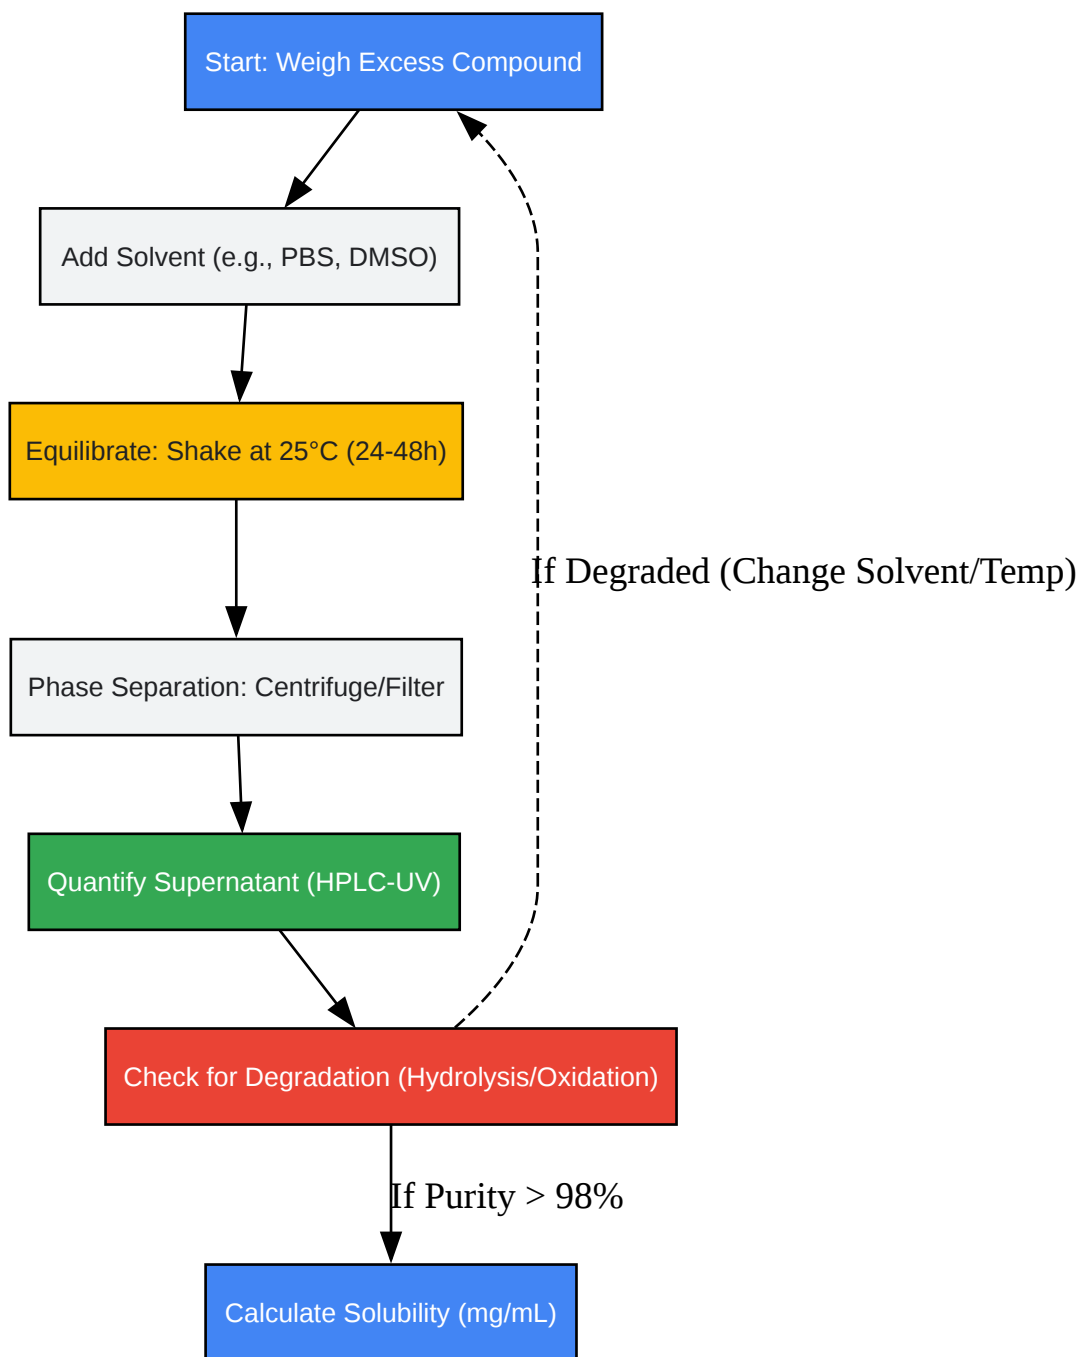 Start: Weigh Excess Compound
Add Solvent (e.g., PBS, DMSO)
Equilibrate: Shake at 25°C (24-48h)
If Degraded (Change Solvent/Temp)
Phase Separation: Centrifuge/Filter
Quantify Supernatant (HPLC-UV)
Check for Degradation (Hydrolysis/Oxidation)
If Purity > 98%
Calculate Solubility (mg/mL)